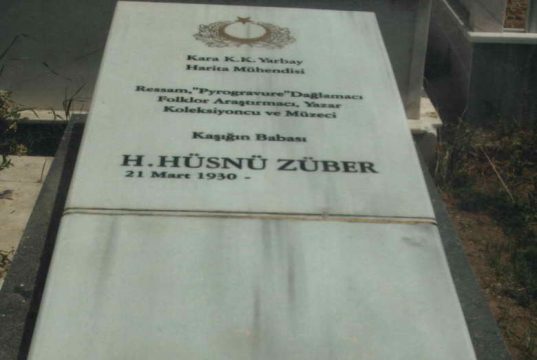 Kara K.K. Yarbay
Harita Mühendisi
Ressam,"Pyrogravure"Dağlamacı
Folklor Araştırmacı, Yazar
Koleksiyoncu ve Müzeci
Kaşığın Babası
H.HÜSNÜ ZÜBER
21 Mart 1930 -